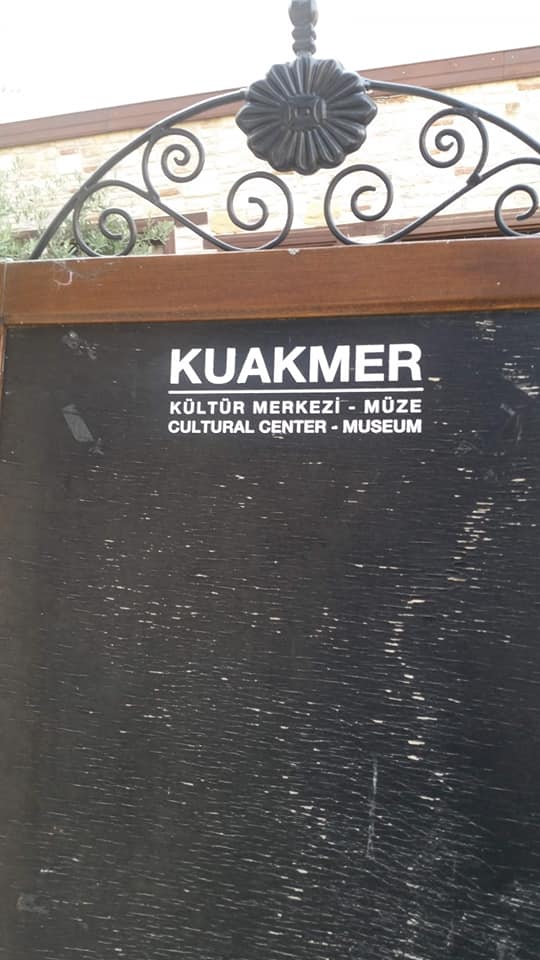 KUAKMER
KÜLTÜR MERKEZİ - MÜZE
CULTURAL CENTER - MUSEUM